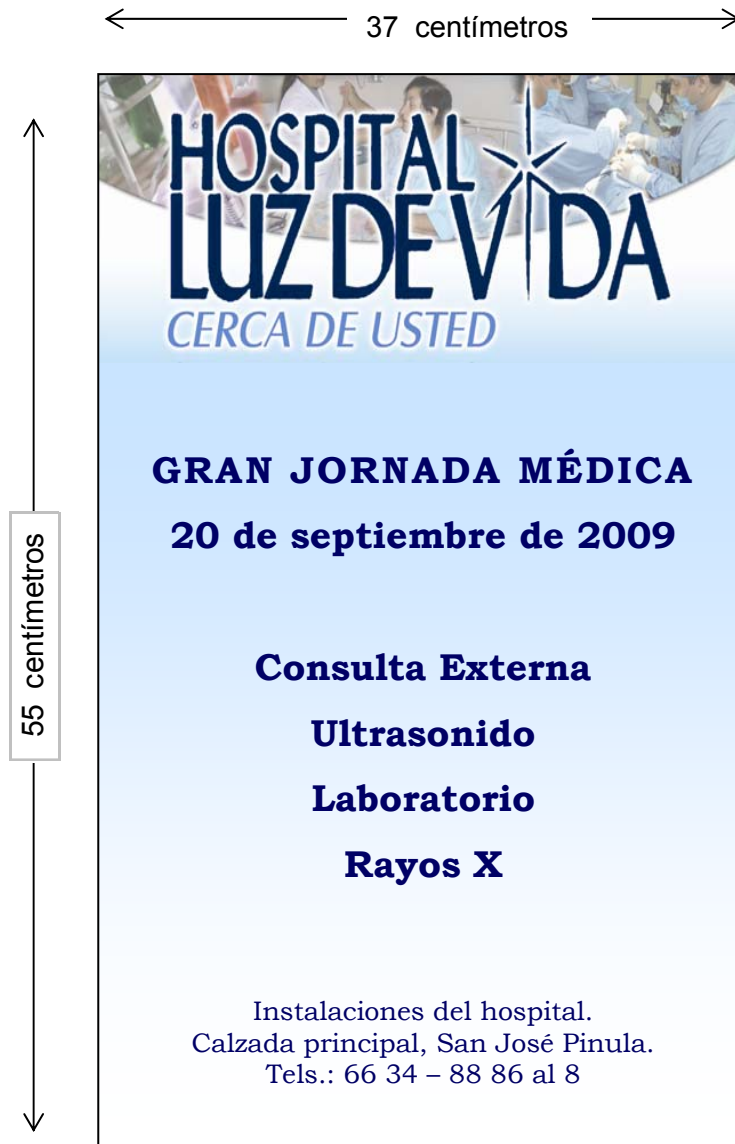 37 centímetros
HOSPITAL
LUZ DE VIDA
CERCA DE USTED
GRAN JORNADA MÉDICA
20 de septiembre de 2009
55 centímetros
Consulta Externa
Ultrasonido
Laboratorio
Rayos X
Instalaciones del hospital.
Calzada principal, San José Pinula.
Tels.: 66 34 – 88 86 al 8